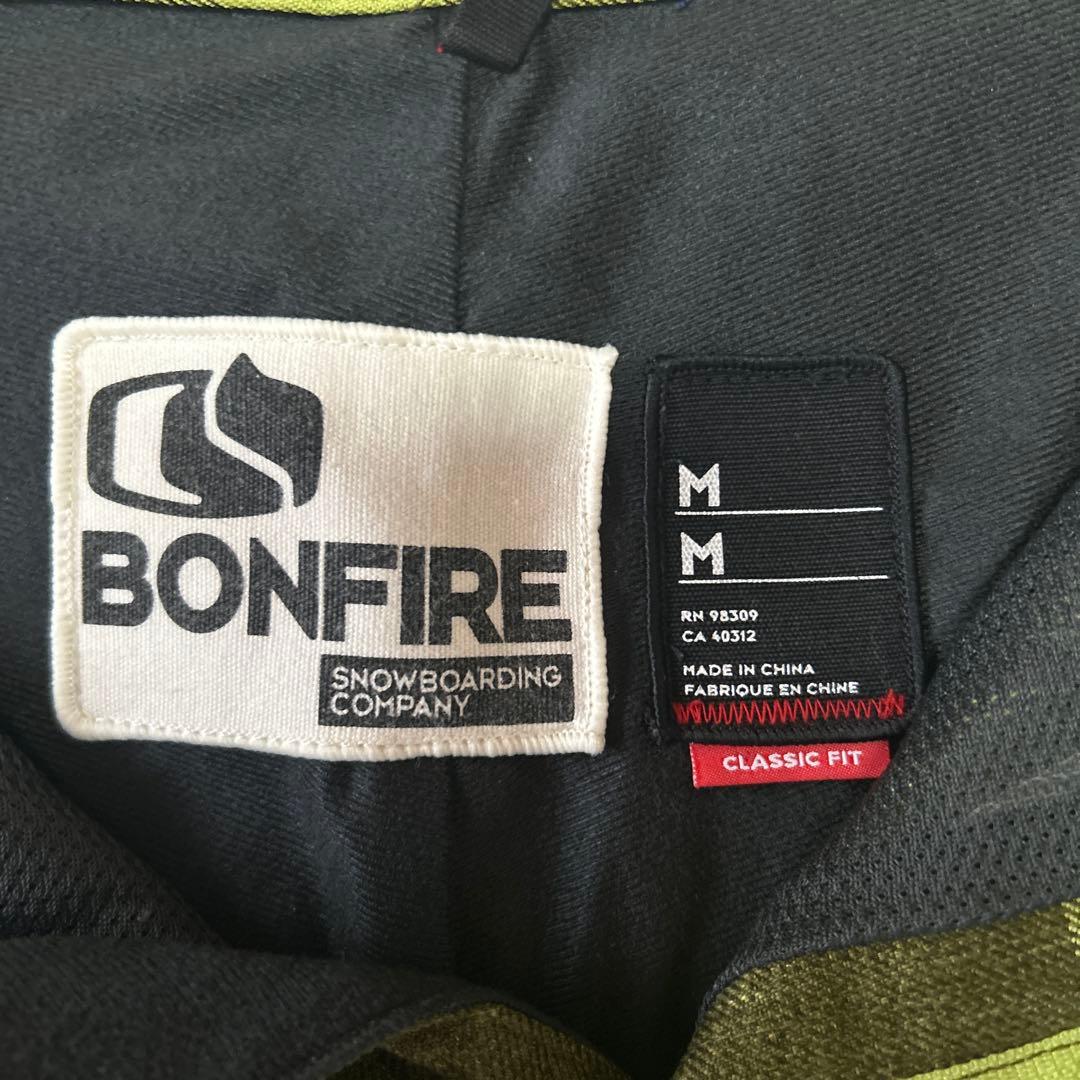 BONFIRE
SNOWBOARDING
COMPANY
M
M
RN 98309
CA 40312
MADE IN CHINA
FABRIQUE EN CHINE
CLASSIC FIT